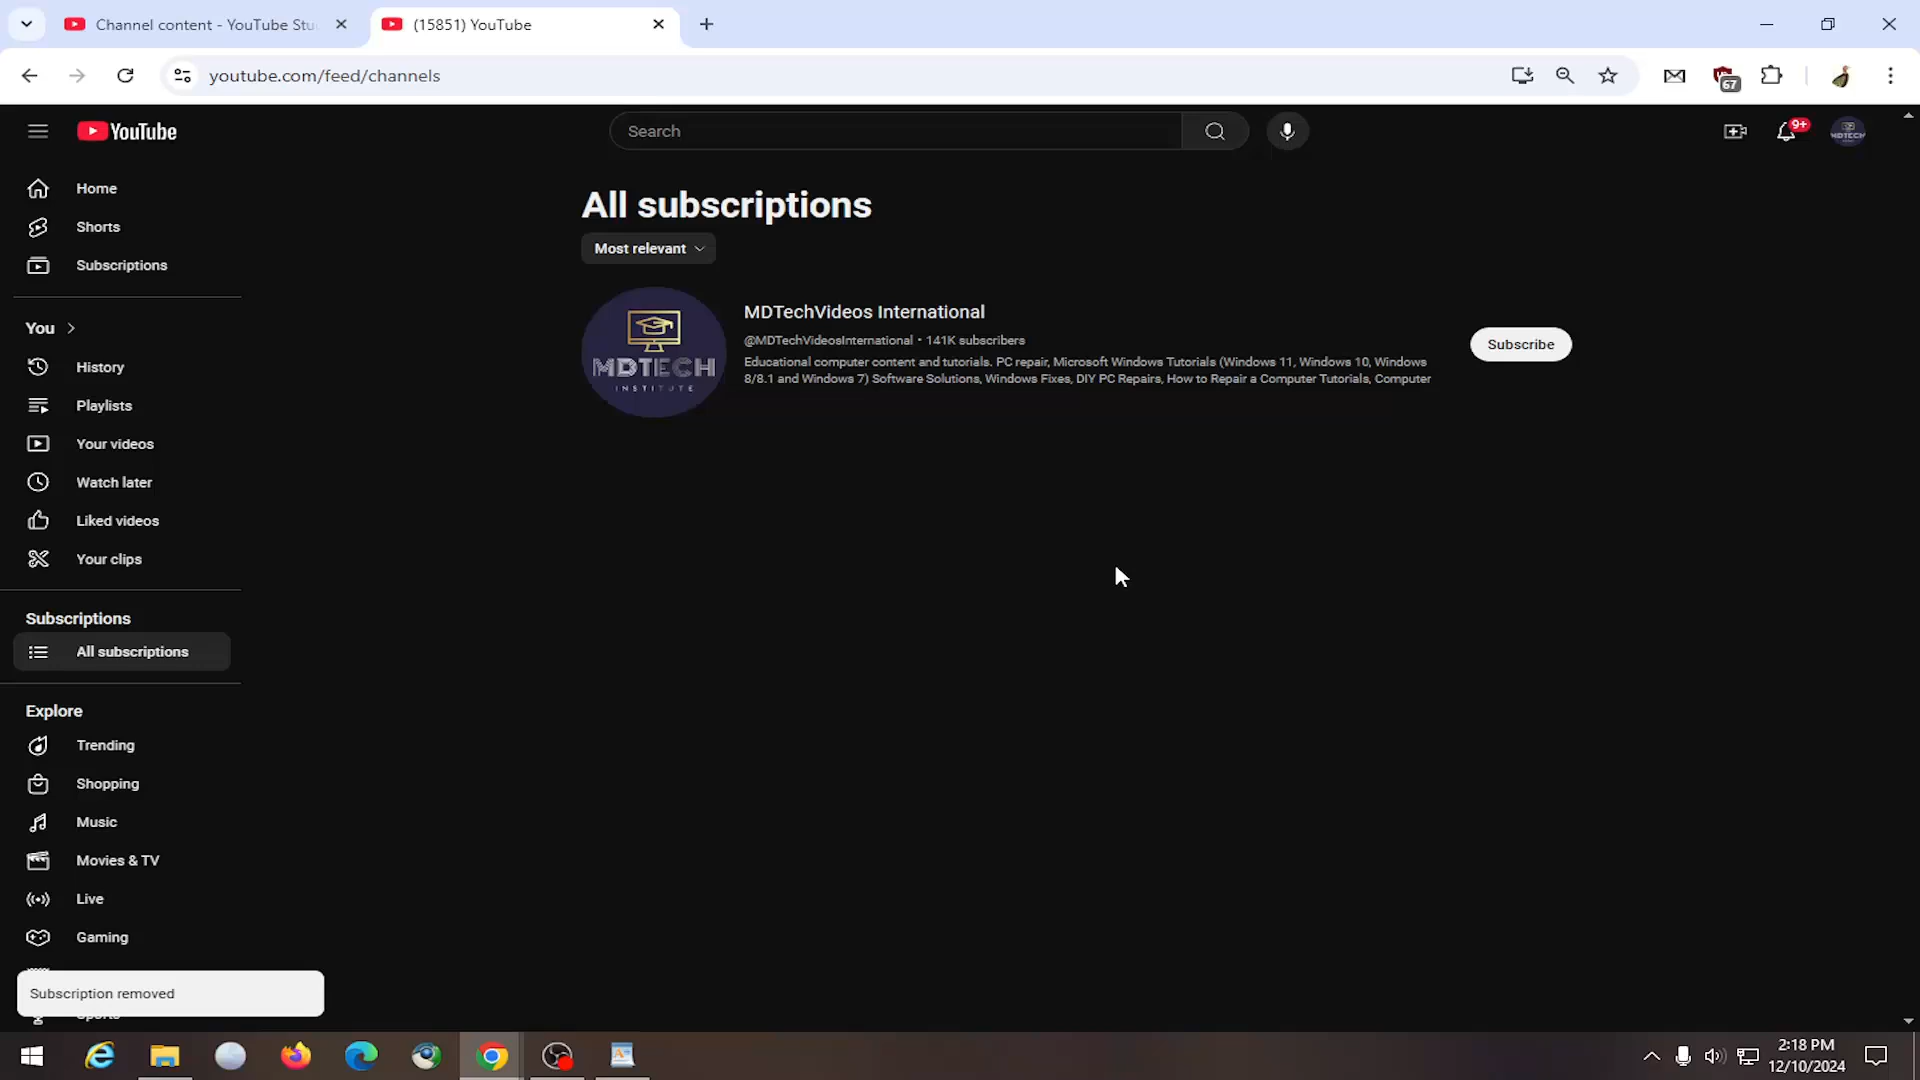 Channel content - YouTube Stu
(15851) YouTube
youtube.com/feed/channels
67
YouTube
Search
9+
Home
Shorts
Subscriptions
You
History
Playlists
Your videos
Watch later
Liked videos
Your clips
Subscriptions
All subscriptions
Explore
Trending
Shopping
Music
Movies & TV
Live
Gaming
Subscription removed
All subscriptions
Most relevant
MDTECH
INSTITUTE
MDTechVideos International
@MDTechVideosInternational • 141K subscribers
Educational computer content and tutorials. PC repair, Microsoft Windows Tutorials (Windows 11, Windows 10, Windows
8/8.1 and Windows 7) Software Solutions, Windows Fixes, DIY PC Repairs, How to Repair a Computer Tutorials, Computer
Subscribe
2:18 PM
12/10/2024